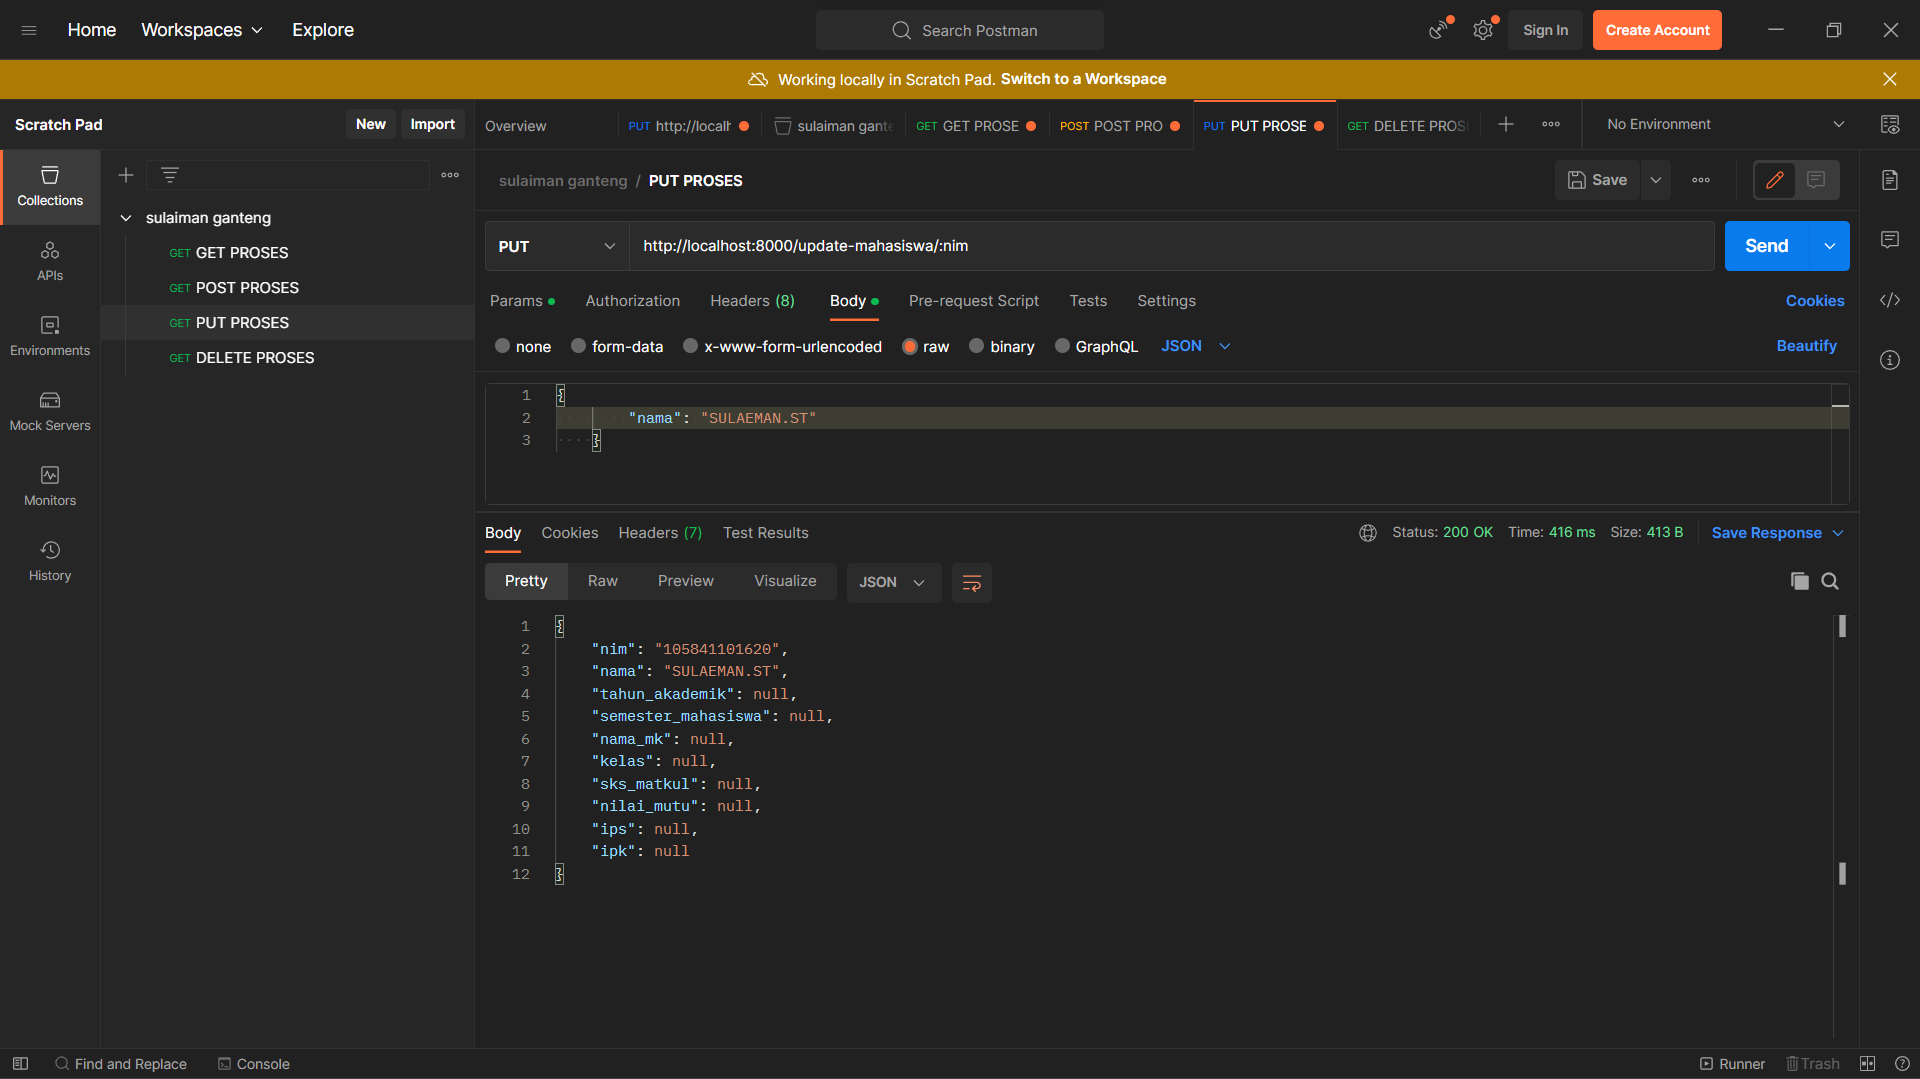 Home Workspaces Explore Search Postman Sign In Create Account
Working locally in Scratch Pad. Switch to a Workspace
Scratch Pad New Import Overview PUT http://localh sulaiman gante GET GET PROSE POST POST PRO PUT PUT PROSE GET DELETE PROS No Environment
Collections
APIs
Environments
Mock Servers
Monitors
History
sulaiman ganteng
GET GET PROSES
GET POST PROSES
GET PUT PROSES
GET DELETE PROSES
sulaiman ganteng / PUT PROSES Save
PUT http://localhost:8000/update-mahasiswa/:nim Send
Params Authorization Headers (8) Body Pre-request Script Tests Settings Cookies
none form-data x-www-form-urlencoded raw binary GraphQL JSON Beautify
1 {
2 "nama": "SULAEMAN.ST"
3 }
Body Cookies Headers (7) Test Results Status: 200 OK Time: 416 ms Size: 413 B Save Response
Pretty Raw Preview Visualize JSON
1 {
2 "nim": "105841101620",
3 "nama": "SULAEMAN.ST",
4 "tahun_akademik": null,
5 "semester_mahasiswa": null,
6 "nama_mk": null,
7 "kelas": null,
8 "sks_matkul": null,
9 "nilai_mutu": null,
10 "ips": null,
11 "ipk": null
12 }
Find and Replace Console Runner Trash